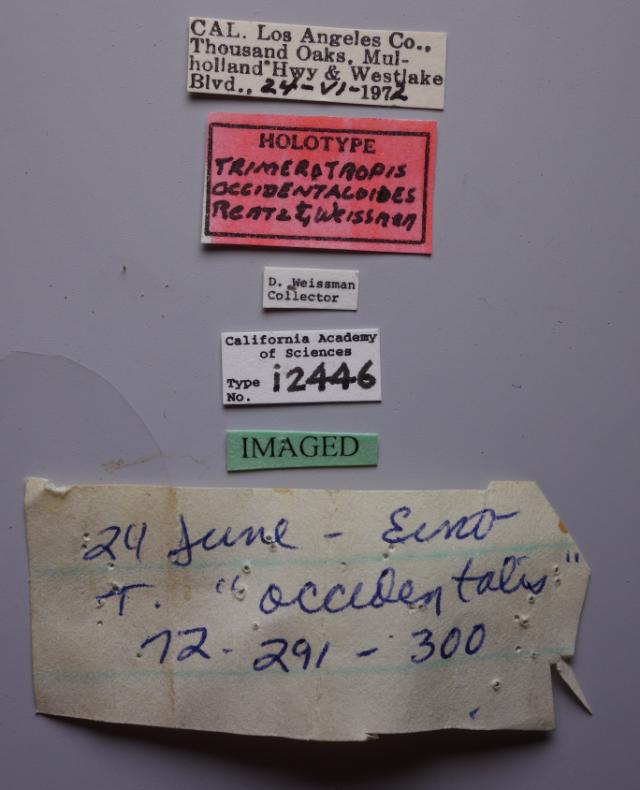 CAL. Los Angeles Co.,
Thousand Oaks, Mul-
holland Hwy & Westlake
Blvd., 24-VI-1972
HOLOTYPE
TRIMEROTROPIS
OCCIDENTALOIDES
RENTZ & WEISSMAN
D. Weissman
Collector
California Academy
of Sciences
Type
No. 12446
IMAGED
24 June -
T. "occidentalis"
72-291-300